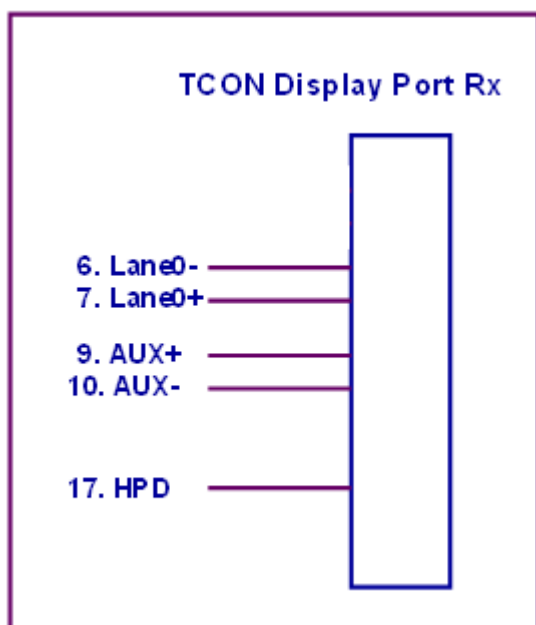 TCON Display Port Rx
6. Lane0-
7. Lane0+
9. AUX+
10. AUX-
17. HPD